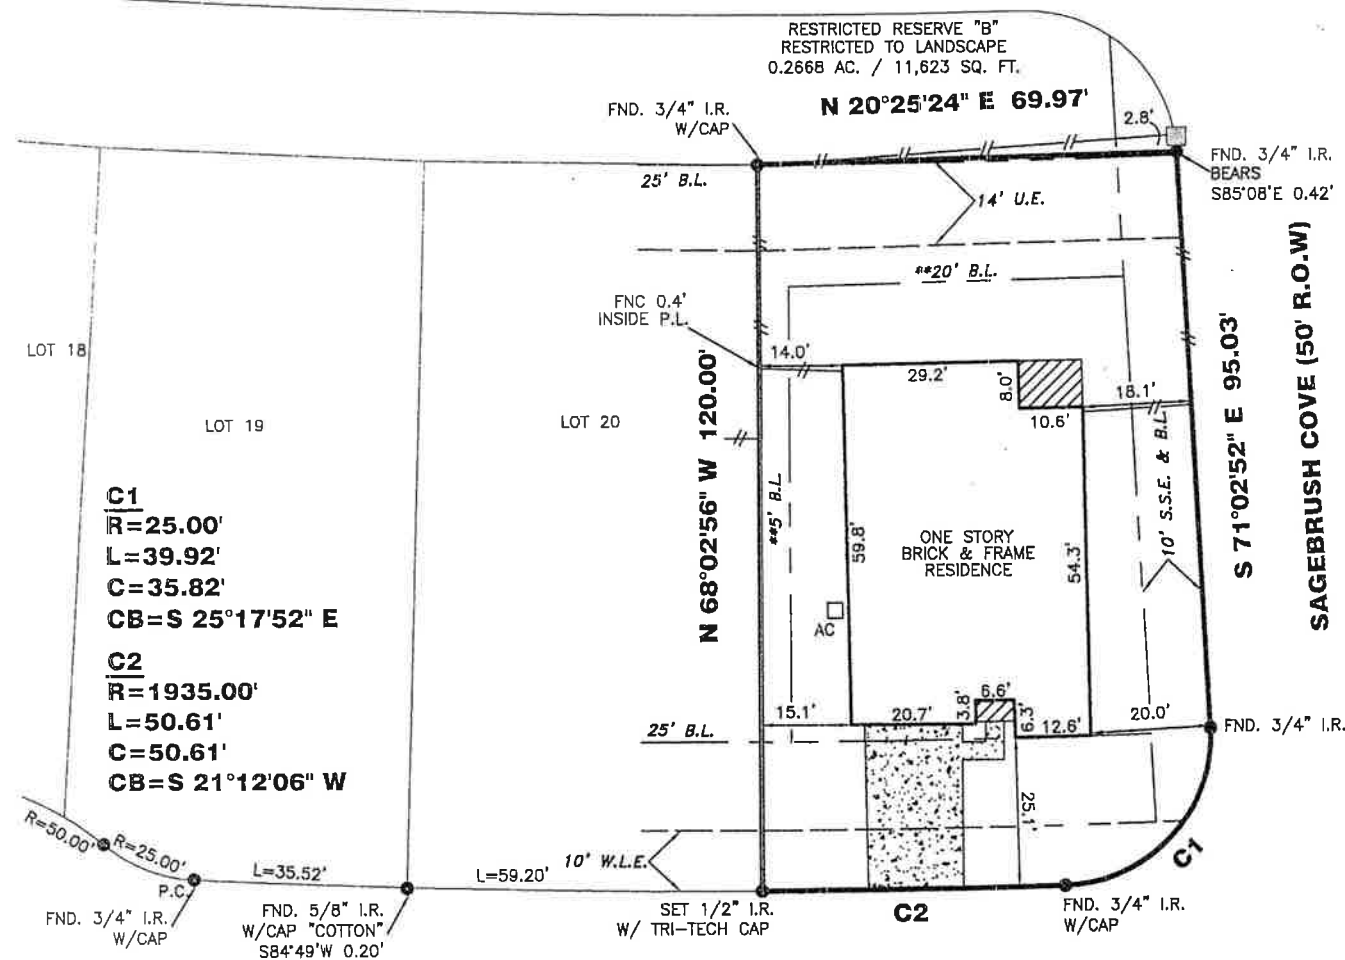 RESTRICTED RESERVE "B"
RESTRICTED TO LANDSCAPE
0.2668 AC. / 11,623 SQ. FT.
N 20°25'24" E 69.97'
FND. 3/4" I.R.
W/CAP
2.8'
FND. 3/4" I.R.
BEARS
S85°08'E 0.42'
25' B.L.
14' U.E.
**20' B.L.
FNC 0.4'
INSIDE P.L.
LOT 18
LOT 19
LOT 20
14.0'
29.2'
8.0'
10.6'
18.1'
N 68°02'56" W 120.00'
**5' B.L.
59.8'
ONE STORY
BRICK & FRAME
RESIDENCE
54.3'
10' S.S.E. & B.L.
S 71°02'52" E 95.03'
SAGEBRUSH COVE (50' R.O.W)
AC
C1
R=25.00'
L=39.92'
C=35.82'
CB=S 25°17'52" E
C2
R=1935.00'
L=50.61'
C=50.61'
CB=S 21°12'06" W
15.1'
20.7'
3.8'
6.6'
6.3'
12.6'
20.0'
FND. 3/4" I.R.
25' B.L.
25.1'
R=50.00'
R=25.00'
P.C.
L=35.52'
L=59.20'
10' W.L.E.
C1
C2
FND. 3/4" I.R.
W/CAP
FND. 5/8" I.R.
W/CAP "COTTON"
S84°49'W 0.20'
SET 1/2" I.R.
W/ TRI-TECH CAP
FND. 3/4" I.R.
W/CAP